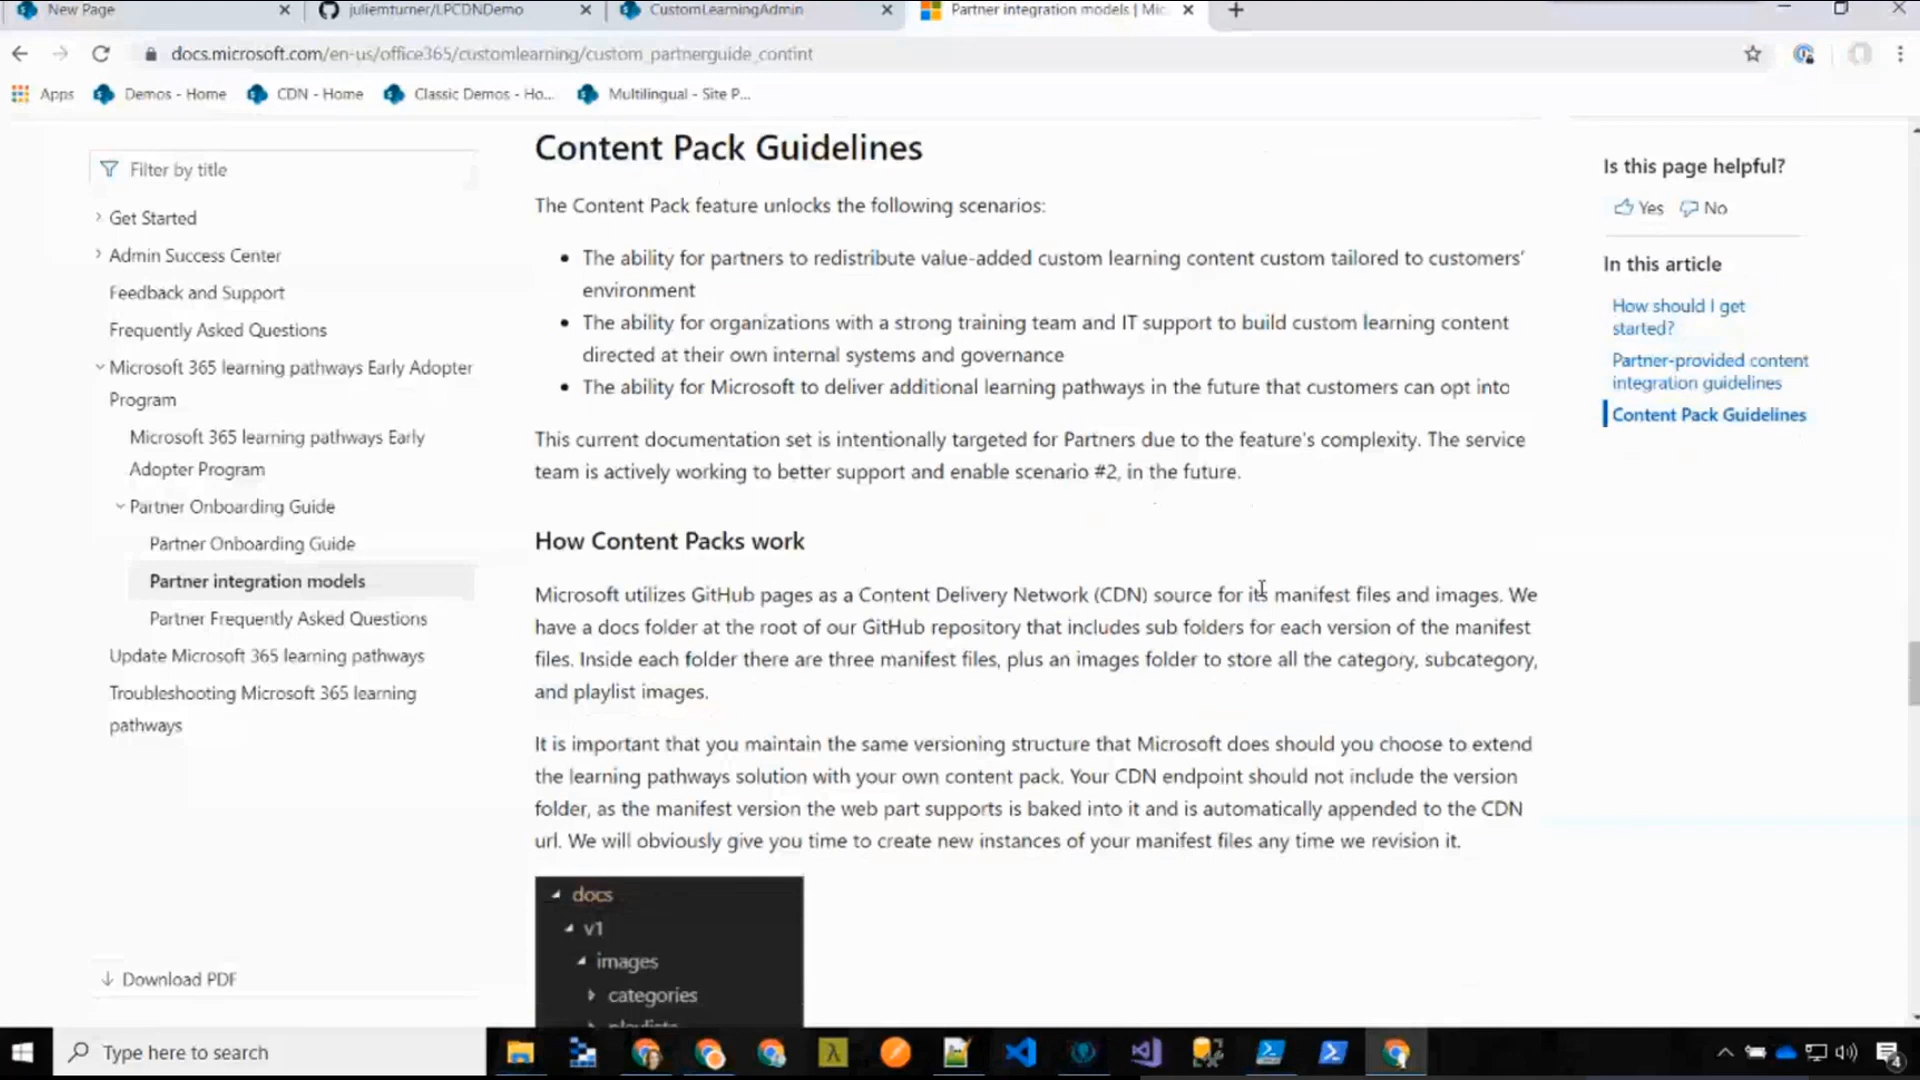 New Page
juliemturner/LPCDNDemo
CustomLearningAdmin
Partner integration models | Mic
docs.microsoft.com/en-us/office365/customlearning/custom_partnerguide_contint
Apps
Demos - Home
CDN - Home
Classic Demos - Ho...
Multilingual - Site P...
Filter by title
Get Started
Admin Success Center
Feedback and Support
Frequently Asked Questions
Microsoft 365 learning pathways Early Adopter
Program
Microsoft 365 learning pathways Early
Adopter Program
Partner Onboarding Guide
Partner Onboarding Guide
Partner integration models
Partner Frequently Asked Questions
Update Microsoft 365 learning pathways
Troubleshooting Microsoft 365 learning
pathways
Download PDF
Content Pack Guidelines
The Content Pack feature unlocks the following scenarios:
• The ability for partners to redistribute value-added custom learning content custom tailored to customers’
environment
• The ability for organizations with a strong training team and IT support to build custom learning content
directed at their own internal systems and governance
• The ability for Microsoft to deliver additional learning pathways in the future that customers can opt into
This current documentation set is intentionally targeted for Partners due to the feature's complexity. The service
team is actively working to better support and enable scenario #2, in the future.
How Content Packs work
Microsoft utilizes GitHub pages as a Content Delivery Network (CDN) source for its manifest files and images. We
have a docs folder at the root of our GitHub repository that includes sub folders for each version of the manifest
files. Inside each folder there are three manifest files, plus an images folder to store all the category, subcategory,
and playlist images.
It is important that you maintain the same versioning structure that Microsoft does should you choose to extend
the learning pathways solution with your own content pack. Your CDN endpoint should not include the version
folder, as the manifest version the web part supports is baked into it and is automatically appended to the CDN
url. We will obviously give you time to create new instances of your manifest files any time we revision it.
docs
v1
images
categories
playlists
Is this page helpful?
Yes
No
In this article
How should I get
started?
Partner-provided content
integration guidelines
Content Pack Guidelines
Type here to search
4